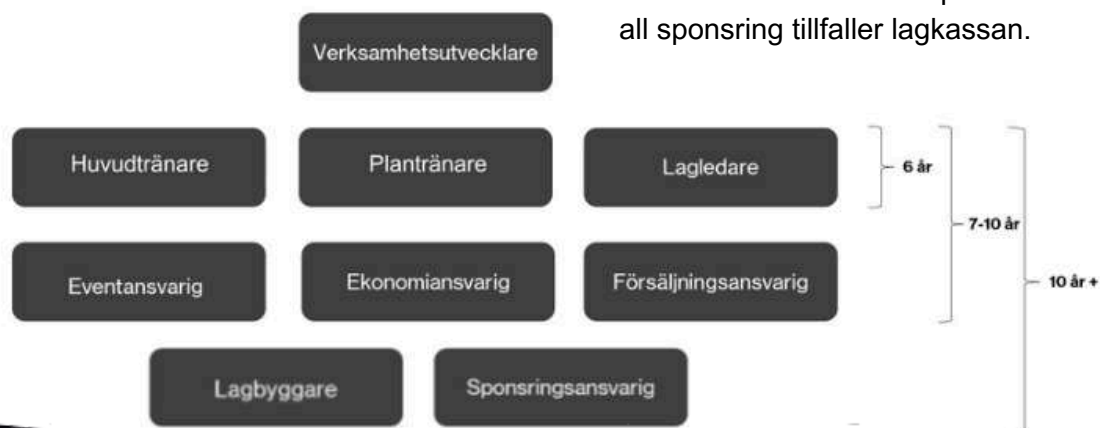 all sponsring tillfaller lagkassan.
Verksamhetsutvecklare
Huvudtränare
Plantränare
Lagledare
6 år
7-10 år
Eventansvarig
Ekonomiansvarig
Försäljningsansvarig
10 år +
Lagbyggare
Sponsringsansvarig